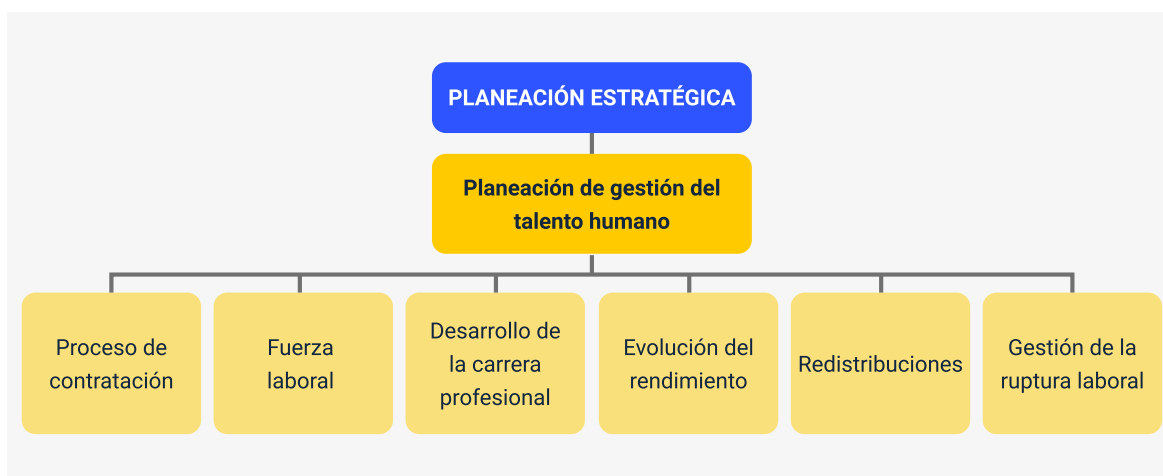 PLANEACIÓN ESTRATÉGICA
Planeación de gestión del
talento humano
Proceso de
contratación
Fuerza
laboral
Desarrollo de
la carrera
profesional
Evolución del
rendimiento
Redistribuciones
Gestión de la
ruptura laboral